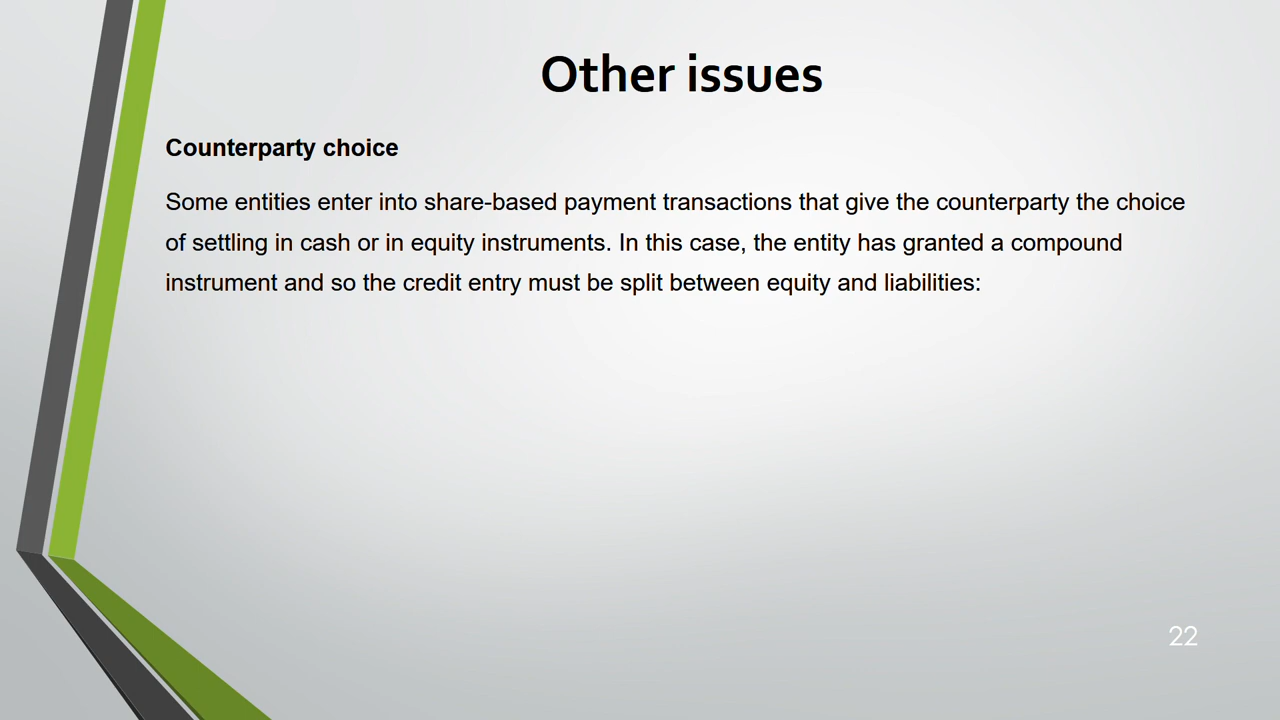 Other issues
Counterparty choice
Some entities enter into share-based payment transactions that give the counterparty the choice
of settling in cash or in equity instruments. In this case, the entity has granted a compound
instrument and so the credit entry must be split between equity and liabilities:
22